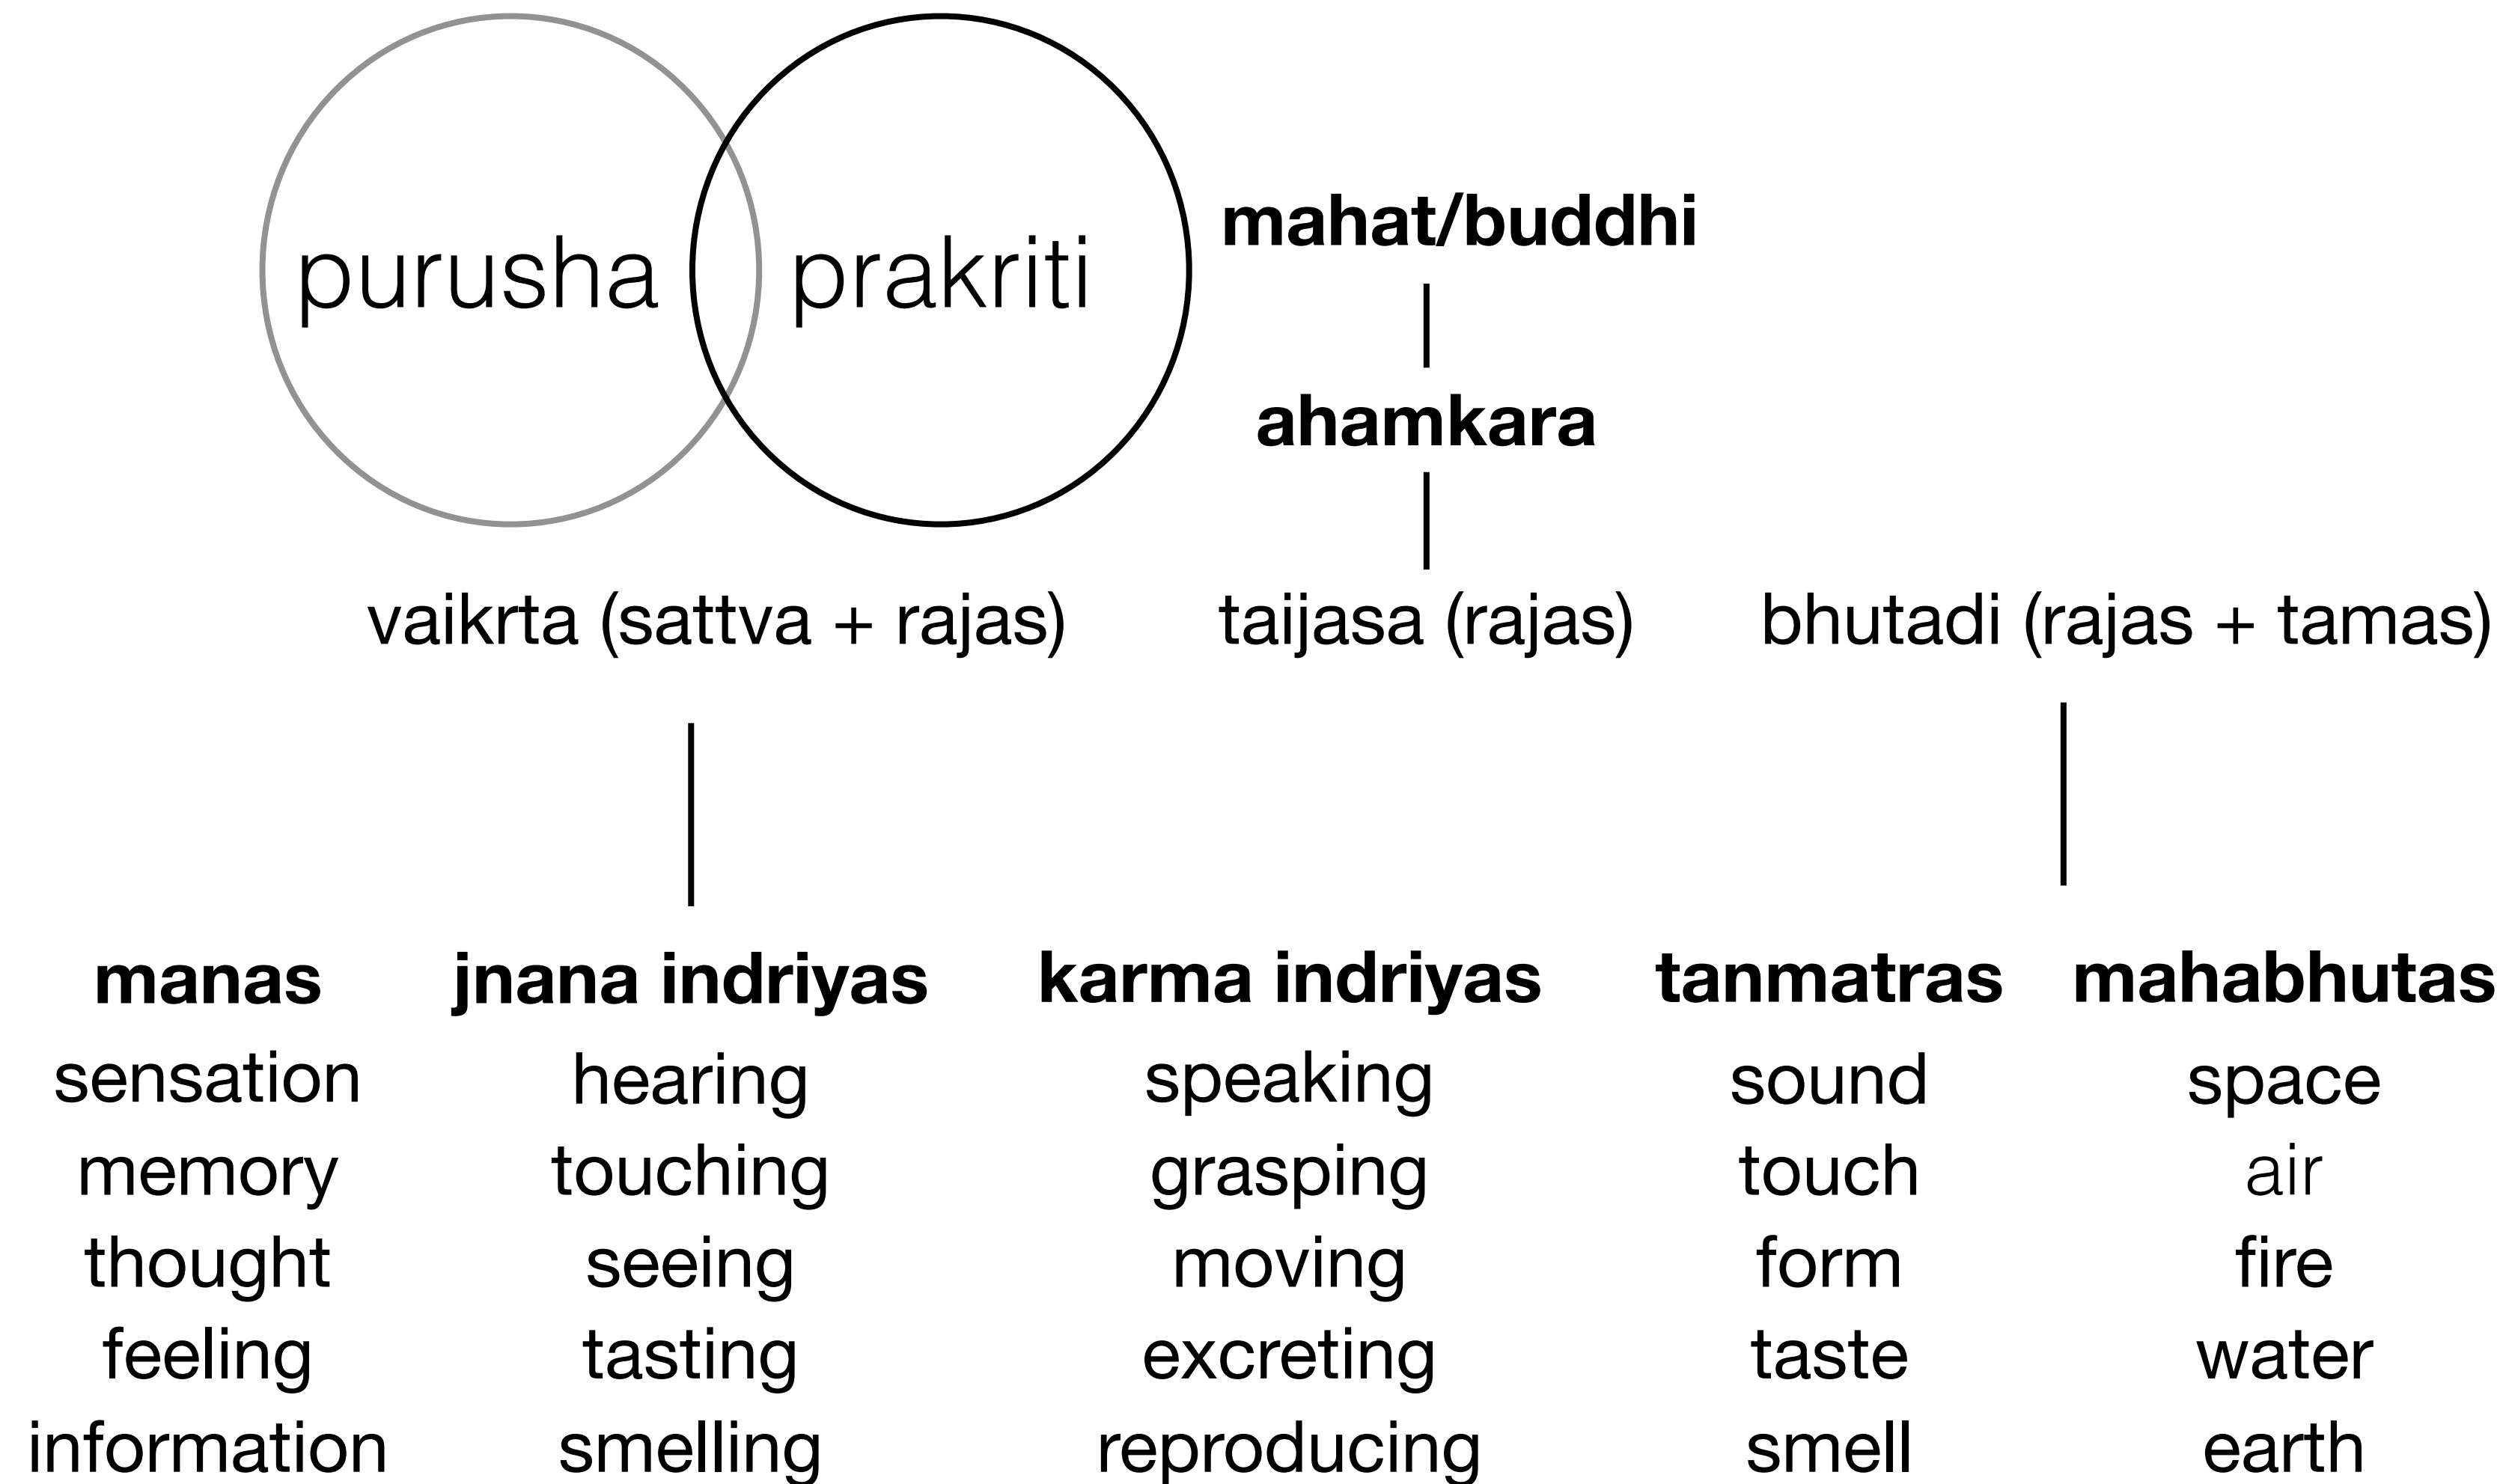 purusha prakriti
mahat/buddhi
ahamkara
vaikrta (sattva + rajas) taijasa (rajas) bhutadi (rajas + tamas)
manas jnana indriyas karma indriyas tanmatras mahabhutas
sensation hearing speaking sound space
memory touching grasping touch air
thought seeing moving form fire
feeling tasting excreting taste water
information smelling reproducing smell earth